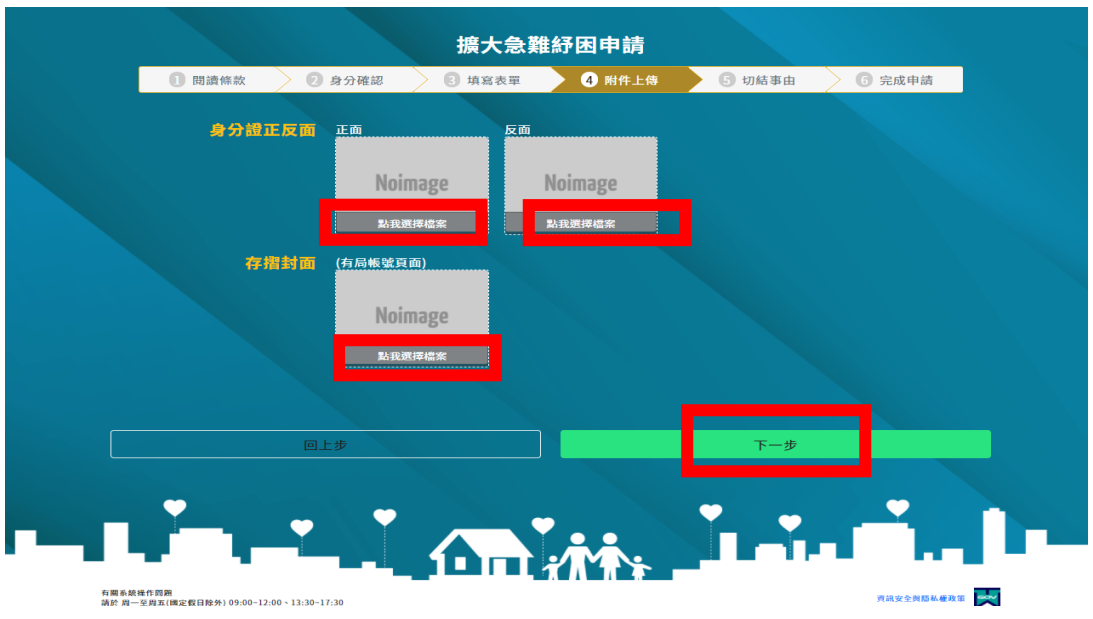 擴大急難紓困申請
1 閱讀條款 2 身分確認 3 填寫表單 4 附件上傳 5 切結事由 6 完成申請
身分證正反面 正面 反面
Noimage Noimage
點我選擇檔案 點我選擇檔案
存摺封面 (有局帳號頁面)
Noimage
點我選擇檔案
回上步 下一步
有關系統操作問題
請於 周一至周五(國定假日除外) 09:00-12:00、13:30-17:30
資訊安全與隱私權政策 GOV